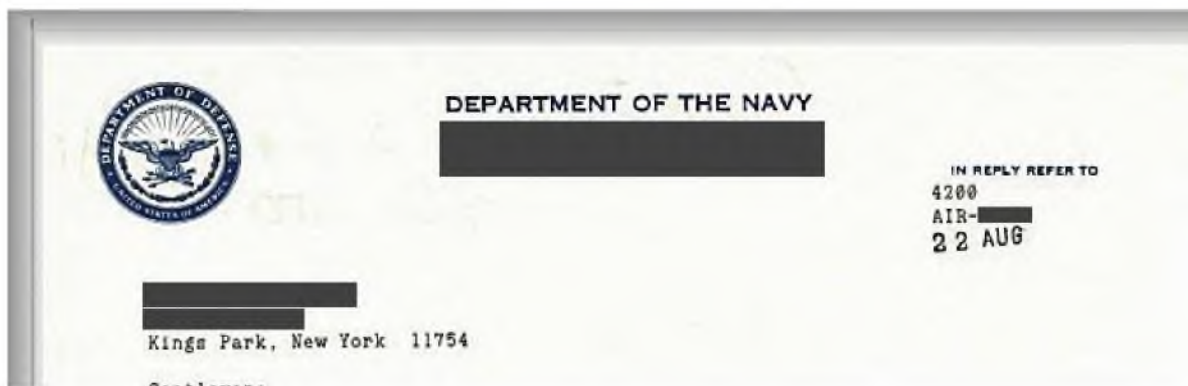 DEPARTMENT OF DEFENSE
UNITED STATES OF AMERICA
DEPARTMENT OF THE NAVY
IN REPLY REFER TO
4200
AIR-
22 AUG
Kings Park, New York 11754